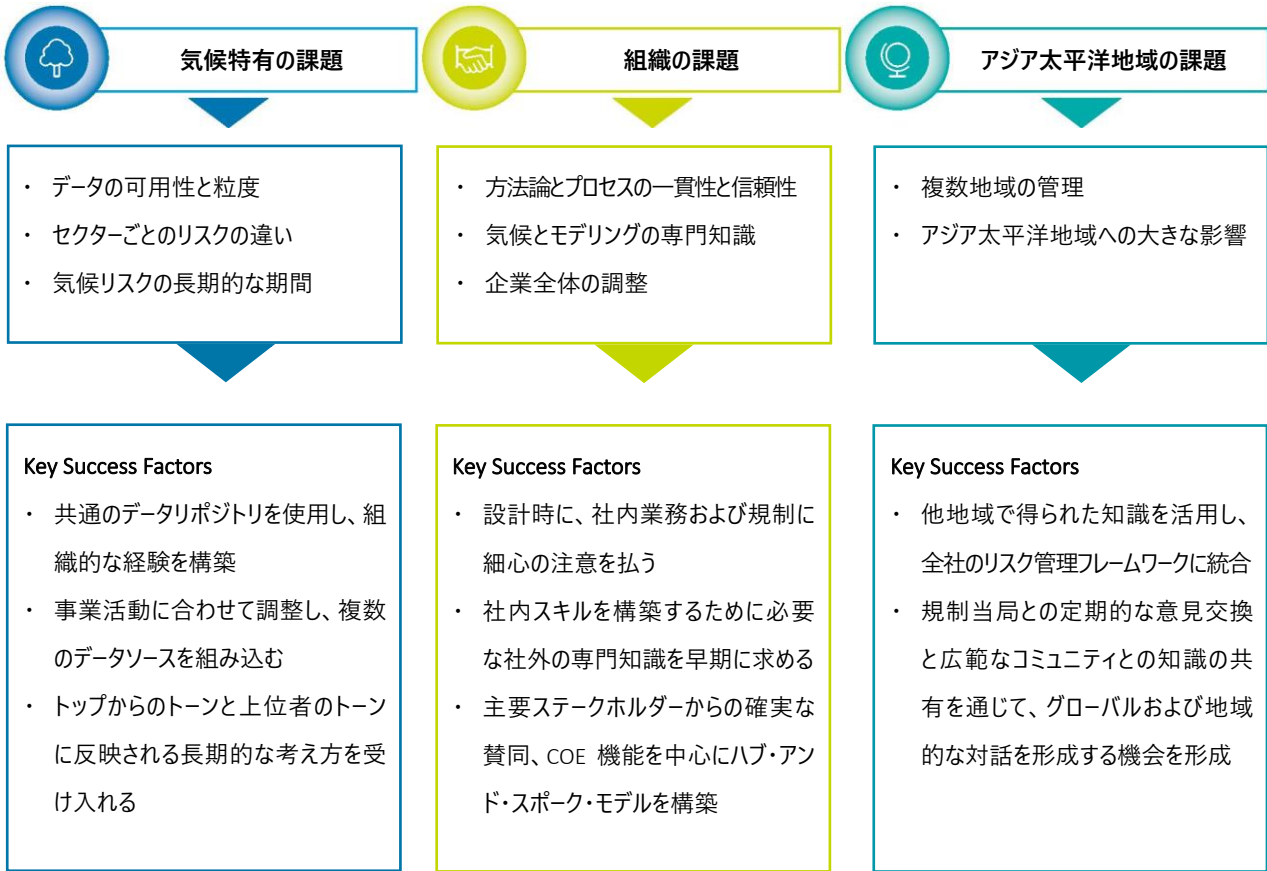 気候特有の課題
・ データの可用性と粒度
・ セクターごとのリスクの違い
・ 気候リスクの長期的な期間
Key Success Factors
・ 共通のデータリポジトリを使用し、組
織的な経験を構築
・ 事業活動に合わせて調整し、複数
のデータソースを組み込む
・ トップからのトーンと上位者のトーン
に反映される長期的な考え方を受
け入れる
組織の課題
・ 方法論とプロセスの一貫性と信頼性
・ 気候とモデリングの専門知識
・ 企業全体の調整
Key Success Factors
・ 設計時に、社内業務および規制に
細心の注意を払う
・ 社内スキルを構築するために必要
な社外の専門知識を早期に求める
・ 主要ステークホルダーからの確実な
賛同、COE 機能を中心にハブ・アン
ド・スポーク・モデルを構築
アジア太平洋地域の課題
・ 複数地域の管理
・ アジア太平洋地域への大きな影響
Key Success Factors
・ 他地域で得られた知識を活用し、
全社のリスク管理フレームワークに統合
・ 規制当局との定期的な意見交換
と広範なコミュニティとの知識の共
有を通じて、グローバルおよび地域
的な対話を形成する機会を形成